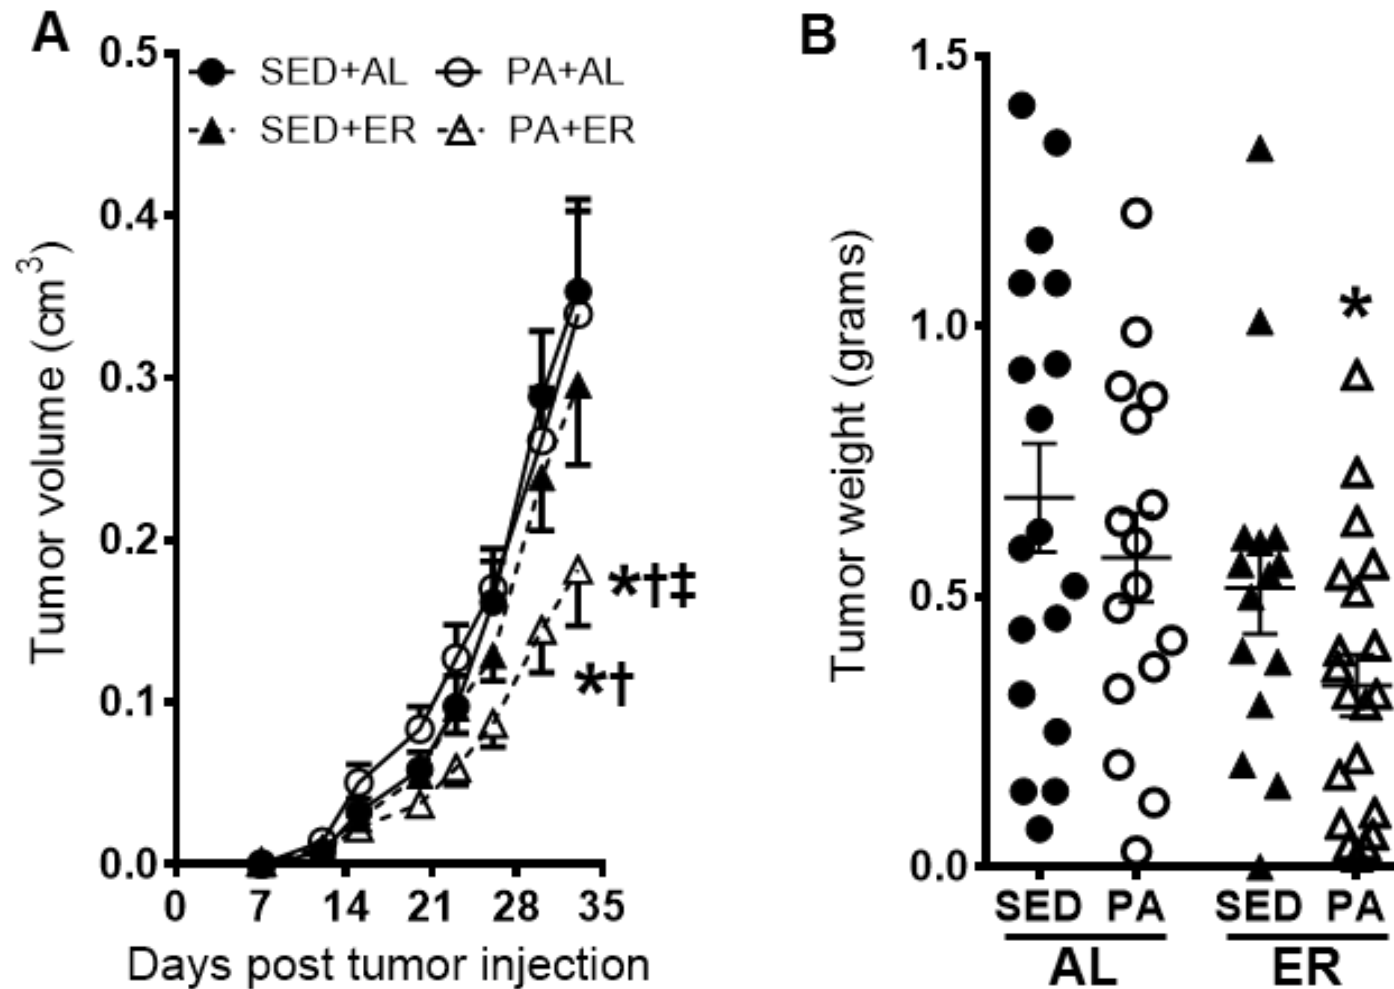 A
0.5
0.4
0.3
0.2
0.1
0.0
Tumor volume (cm³)
SED+AL PA+AL
SED+ER PA+ER
*†‡
*†
0 7 14 21 28 35
Days post tumor injection
B
1.5
1.0
0.5
0.0
Tumor weight (grams)
*
SED PA SED PA
AL ER